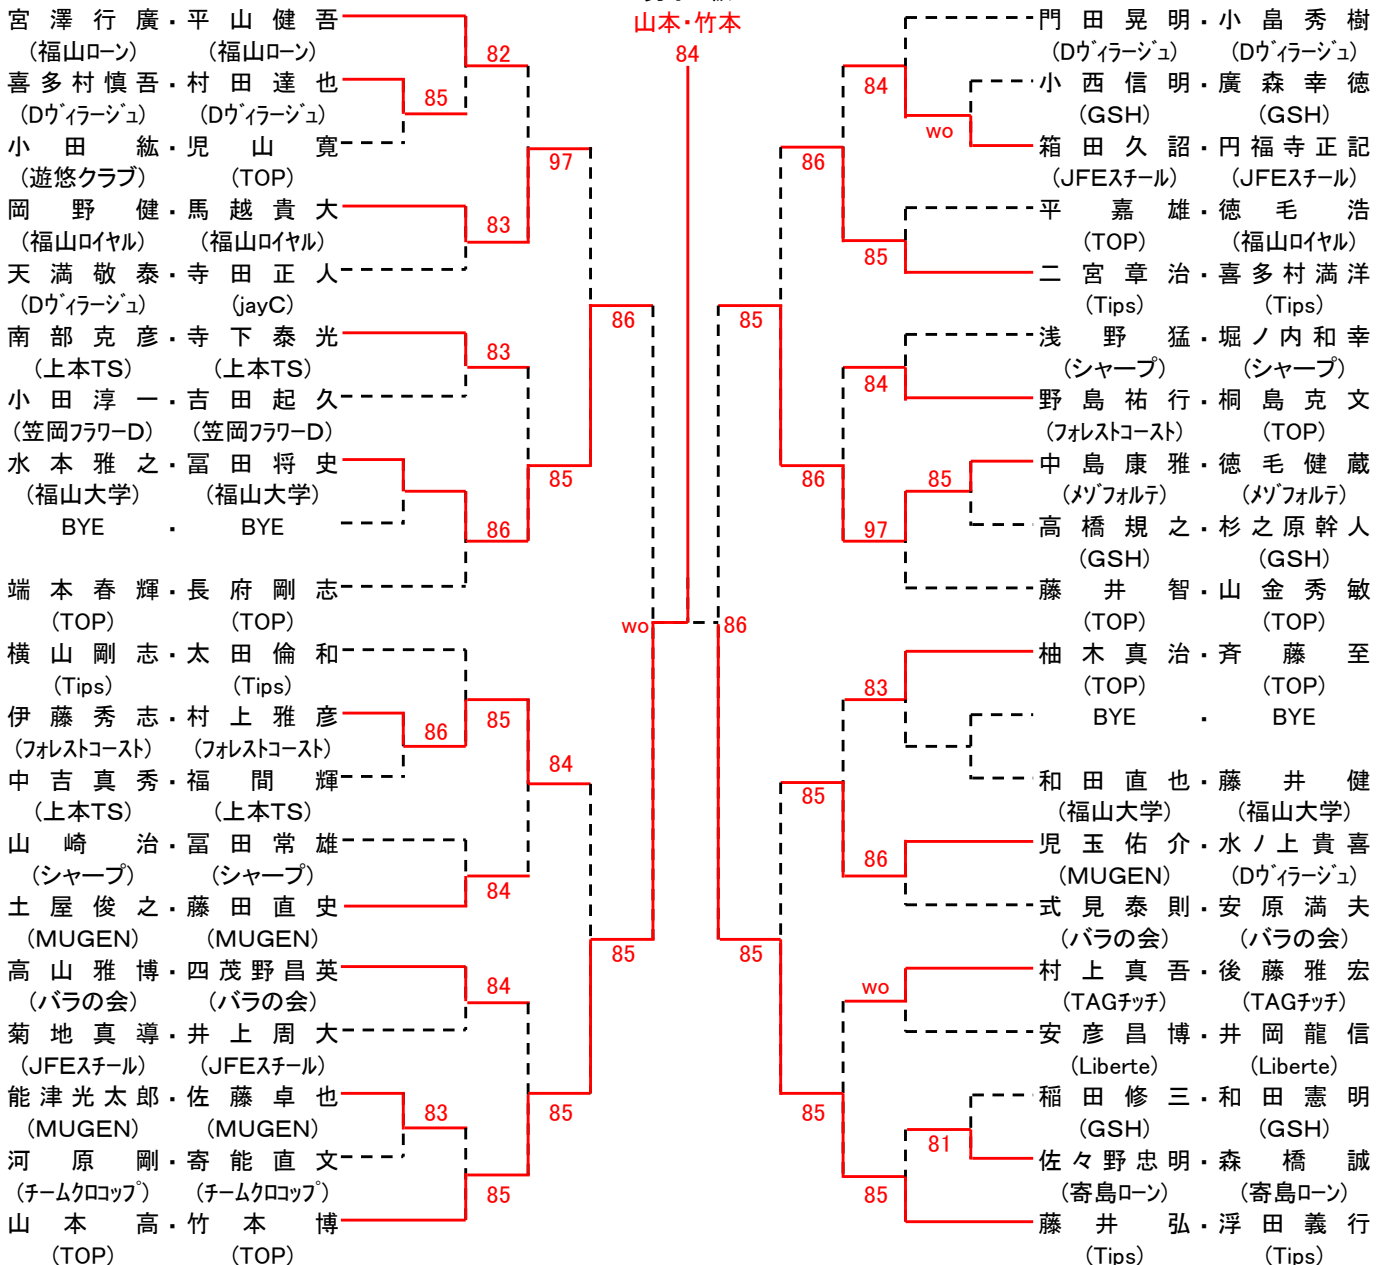 山本・竹本
84
宮澤行廣・平山健吾
(福山ローン) (福山ローン)
82
喜多村慎吾・村田達也
(Dヴィラージュ) (Dヴィラージュ)
85
小田紘・児山寛
(遊悠クラブ) (TOP)
97
岡野健・馬越貴大
(福山ロイヤル) (福山ロイヤル)
83
天満敬泰・寺田正人
(Dヴィラージュ) (jayC)
86
南部克彦・寺下泰光
(上本TS) (上本TS)
83
小田淳一・吉田起久
(笠岡フラワーD) (笠岡フラワーD)
水本雅之・冨田将史
(福山大学) (福山大学)
85
BYE ・ BYE
86
端本春輝・長府剛志
(TOP) (TOP)
wo
横山剛志・太田倫和
(Tips) (Tips)
伊藤秀志・村上雅彦
(フォレストコースト) (フォレストコースト)
86
85
中吉真秀・福間輝
(上本TS) (上本TS)
84
山崎治・冨田常雄
(シャープ) (シャープ)
84
土屋俊之・藤田直史
(MUGEN) (MUGEN)
85
高山雅博・四茂野昌英
(バラの会) (バラの会)
84
菊地真導・井上周大
(JFEスチール) (JFEスチール)
能津光太郎・佐藤卓也
(MUGEN) (MUGEN)
83
85
河原剛・寄能直文
(チームクロコップ) (チームクロコップ)
85
山本高・竹本博
(TOP) (TOP)
門田晃明・小畠秀樹
(Dヴィラージュ) (Dヴィラージュ)
84
小西信明・廣森幸徳
(GSH) (GSH)
wo
箱田久詔・円福寺正記
(JFEスチール) (JFEスチール)
86
平嘉雄・徳毛浩
(TOP) (福山ロイヤル)
85
二宮章治・喜多村満洋
(Tips) (Tips)
85
浅野猛・堀ノ内和幸
(シャープ) (シャープ)
84
野島祐行・桐島克文
(フォレストコースト) (TOP)
中島康雅・徳毛健蔵
(メゾフォルテ) (メゾフォルテ)
86
85
高橋規之・杉之原幹人
(GSH) (GSH)
97
藤井智・山金秀敏
(TOP) (TOP)
86
柚木真治・斉藤至
(TOP) (TOP)
83
BYE ・ BYE
和田直也・藤井健
(福山大学) (福山大学)
85
児玉佑介・水ノ上貴喜
(MUGEN) (Dヴィラージュ)
86
式見泰則・安原満夫
(バラの会) (バラの会)
85
村上真吾・後藤雅宏
(TAGチッチ) (TAGチッチ)
wo
安彦昌博・井岡龍信
(Liberte) (Liberte)
稲田修三・和田憲明
(GSH) (GSH)
85
81
佐々野忠明・森橋誠
(寄島ローン) (寄島ローン)
85
藤井弘・浮田義行
(Tips) (Tips)